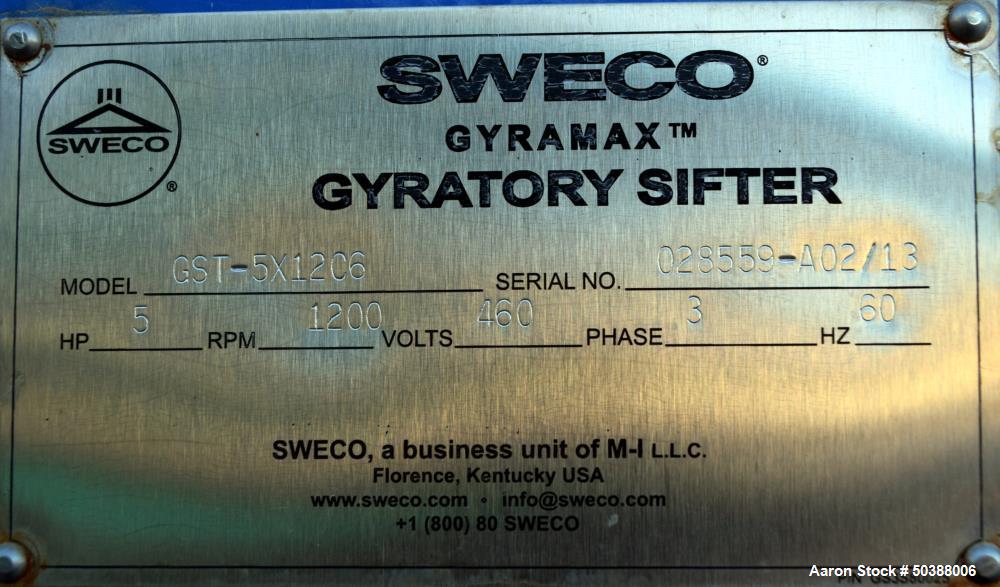 SWECO®
GYRAMAX™
GYRATORY SIFTER
SWECO
®
MODEL GST-5X12C6 SERIAL NO. 028559-A02/13
HP 5 RPM 1200 VOLTS 460 PHASE 3 HZ 60
SWECO, a business unit of M-I L.L.C.
Florence, Kentucky USA
www.sweco.com • info@sweco.com
+1 (800) 80 SWECO
Aaron Stock # 50388006